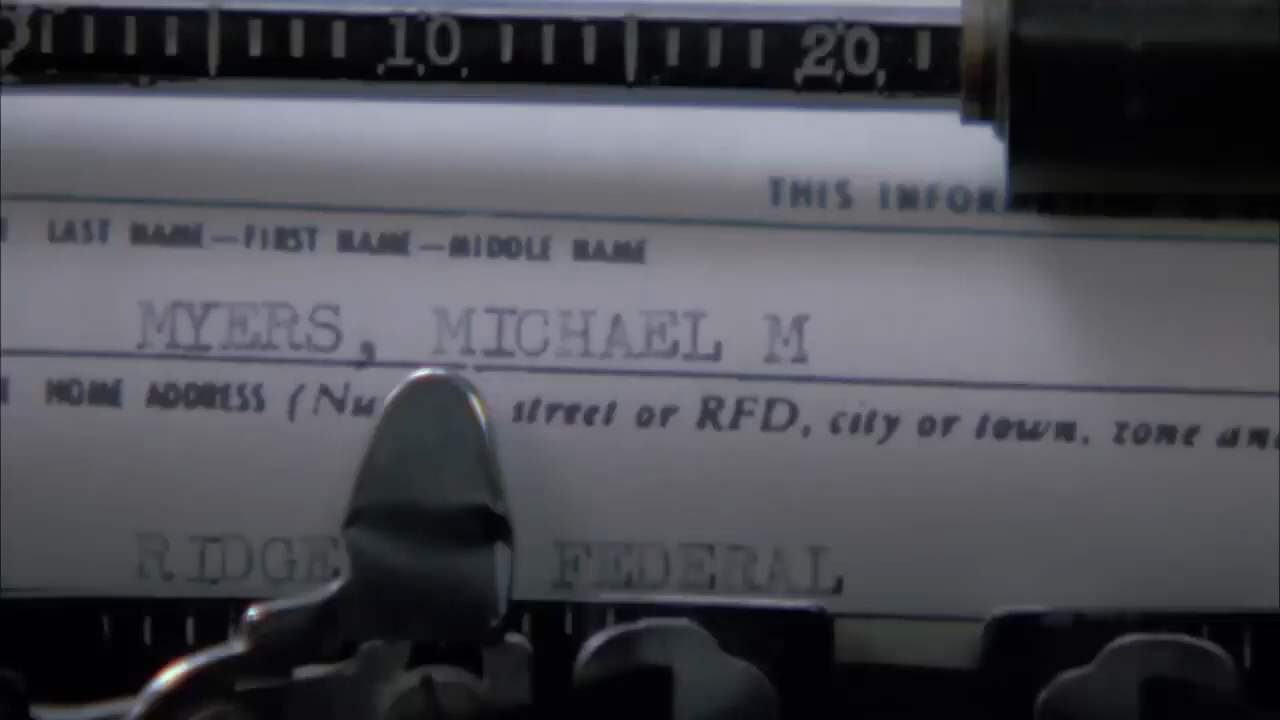 10 20
THIS INFOR
LAST NAME—FIRST NAME—MIDDLE NAME
MYERS, MICHAEL M
HOME ADDRESS (Nu street or RFD, city or town, zone an
RIDGE FEDERAL